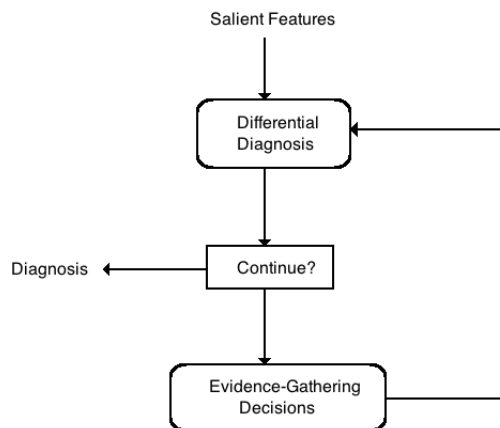 Salient Features
Differential
Diagnosis
Diagnosis
Continue?
Evidence-Gathering
Decisions